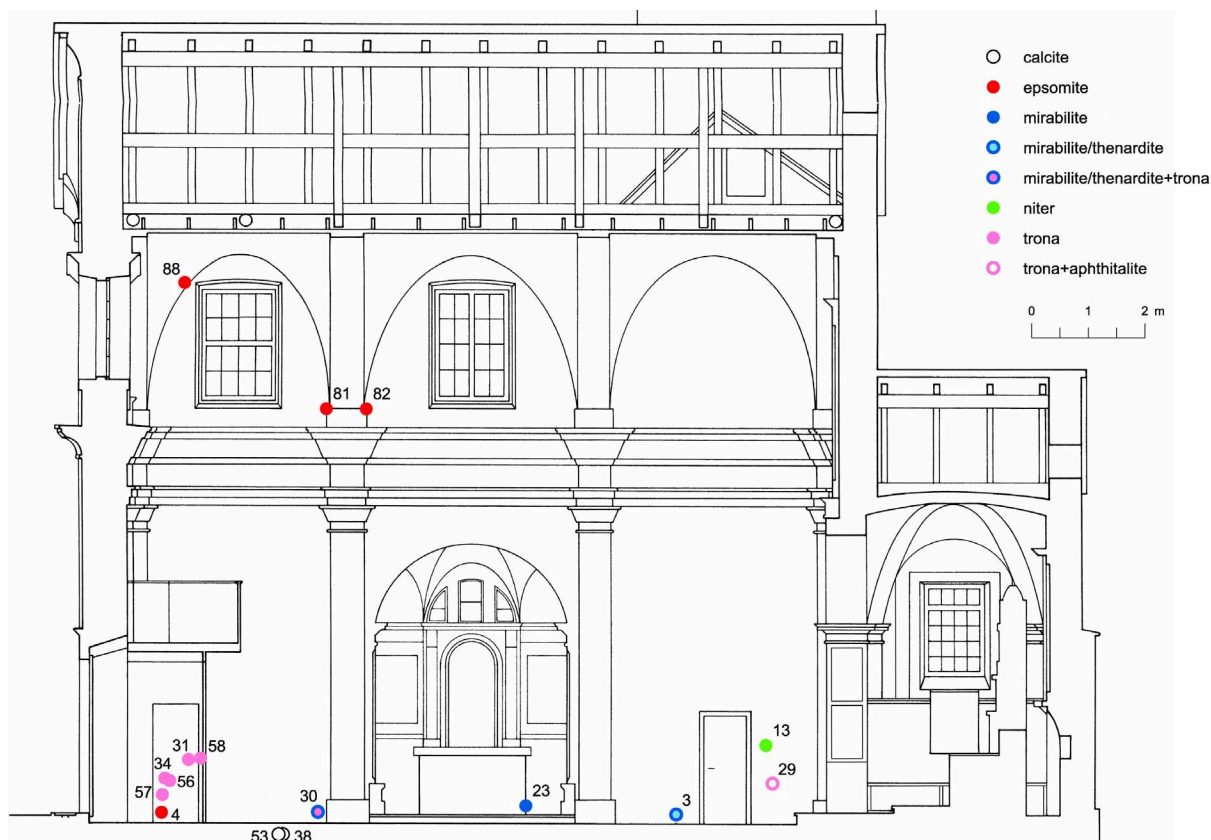 calcite
epsomite
mirabilite
mirabilite/thenardite
mirabilite/thenardite+trona
niter
trona
trona+aphthitalite
0 1 2 m
88
81 82
31 58
34 56
57
4
30
23
3
13
29
53 38